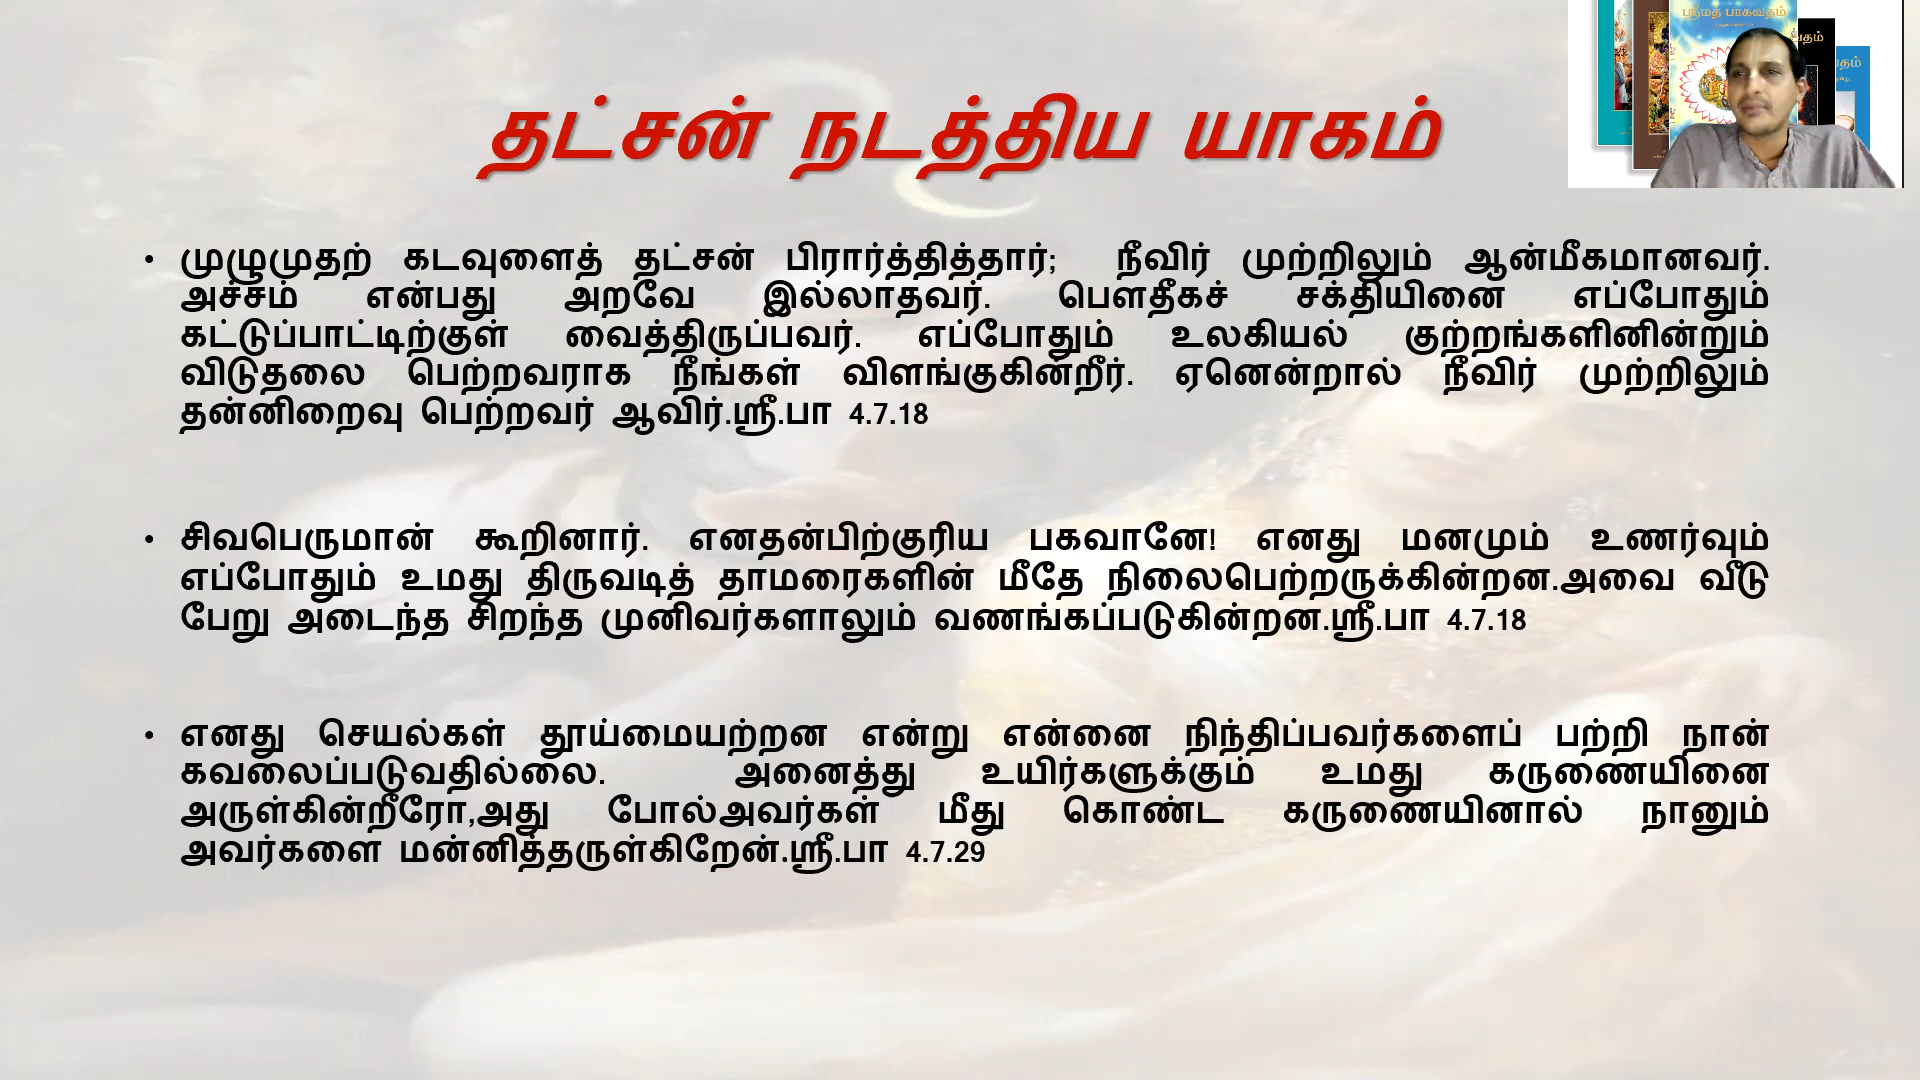 ஸ்ரீமத் பாகவதம்
தட்சன் நடத்திய யாகம்
• முழுமுதற் கடவுளைத் தட்சன் பிரார்த்தித்தார்; நீவிர் முற்றிலும் ஆன்மீகமானவர்.
அச்சம் என்பது அறவே இல்லாதவர். பௌதீகச் சக்தியினை எப்போதும்
கட்டுப்பாட்டிற்குள் வைத்திருப்பவர். எப்போதும் உலகியல் குற்றங்களினின்றும்
விடுதலை பெற்றவராக நீங்கள் விளங்குகின்றீர். ஏனென்றால் நீவிர் முற்றிலும்
தன்னிறைவு பெற்றவர் ஆவிர்.ஸ்ரீ.பா 4.7.18
• சிவபெருமான் கூறினார். எனதன்பிற்குரிய பகவானே! எனது மனமும் உணர்வும்
எப்போதும் உமது திருவடித் தாமரைகளின் மீதே நிலைபெற்றருக்கின்றன.அவை வீடு
பேறு அடைந்த சிறந்த முனிவர்களாலும் வணங்கப்படுகின்றன.ஸ்ரீ.பா 4.7.18
• எனது செயல்கள் தூய்மையற்றன என்று என்னை நிந்திப்பவர்களைப் பற்றி நான்
கவலைப்படுவதில்லை. அனைத்து உயிர்களுக்கும் உமது கருணையினை
அருள்கின்றீரோ,அது போல்அவர்கள் மீது கொண்ட கருணையினால் நானும்
அவர்களை மன்னித்தருள்கிறேன்.ஸ்ரீ.பா 4.7.29